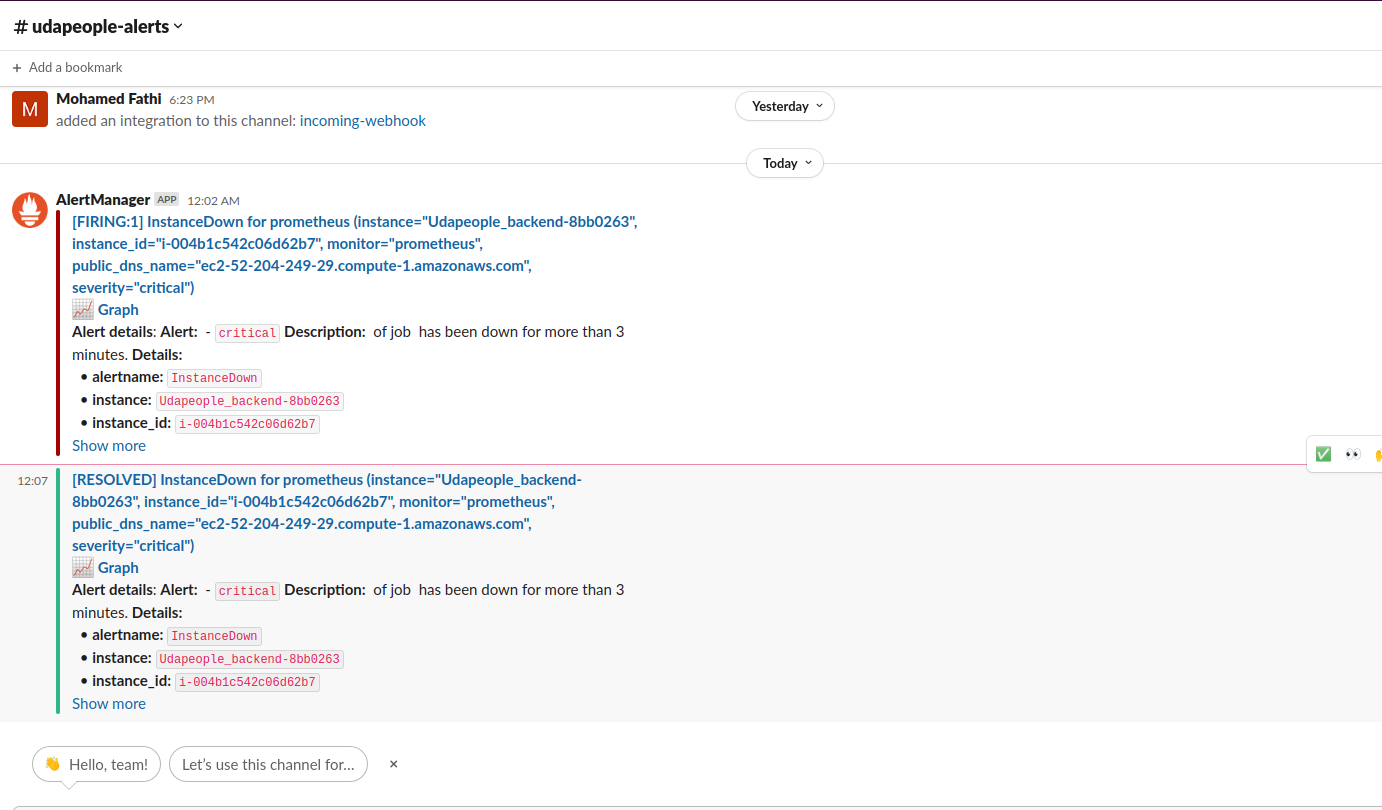 # udapeople-alerts
+ Add a bookmark
M
Mohamed Fathi 6:23 PM
Yesterday
added an integration to this channel: incoming-webhook
Today
AlertManager APP 12:02 AM
[FIRING:1] InstanceDown for prometheus (instance="Udapeople_backend-8bb0263",
instance_id="i-004b1c542c06d62b7", monitor="prometheus",
public_dns_name="ec2-52-204-249-29.compute-1.amazonaws.com",
severity="critical")
Graph
Alert details: Alert: - critical Description: of job has been down for more than 3
minutes. Details:
• alertname: InstanceDown
• instance: Udapeople_backend-8bb0263
• instance_id: i-004b1c542c06d62b7
Show more
12:07
[RESOLVED] InstanceDown for prometheus (instance="Udapeople_backend-
8bb0263", instance_id="i-004b1c542c06d62b7", monitor="prometheus",
public_dns_name="ec2-52-204-249-29.compute-1.amazonaws.com",
severity="critical")
Graph
Alert details: Alert: - critical Description: of job has been down for more than 3
minutes. Details:
• alertname: InstanceDown
• instance: Udapeople_backend-8bb0263
• instance_id: i-004b1c542c06d62b7
Show more
👋 Hello, team!
Let's use this channel for...
×